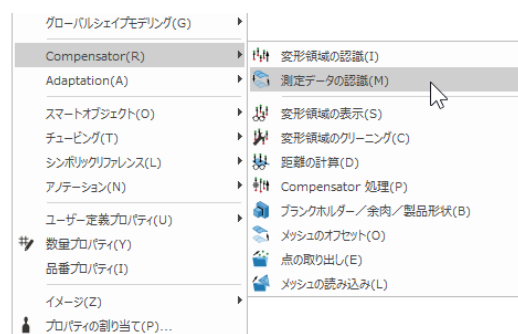 グローバルシェイプモデリング(G)
Compensator(R)
Adaptation(A)
スマートオブジェクト(O)
チュービング(T)
シンボリックリファレンス(L)
アノテーション(N)
ユーザー定義プロパティ(U)
数量プロパティ(Y)
品番プロパティ(I)
イメージ(Z)
プロパティの割り当て(P)...
変形領域の認識(I)
測定データの認識(M)
変形領域の表示(S)
変形領域のクリーニング(C)
距離の計算(D)
Compensator 処理(P)
ブランクホルダー／余肉／製品形状(B)
メッシュのオフセット(O)
点の取り出し(E)
メッシュの読み込み(L)